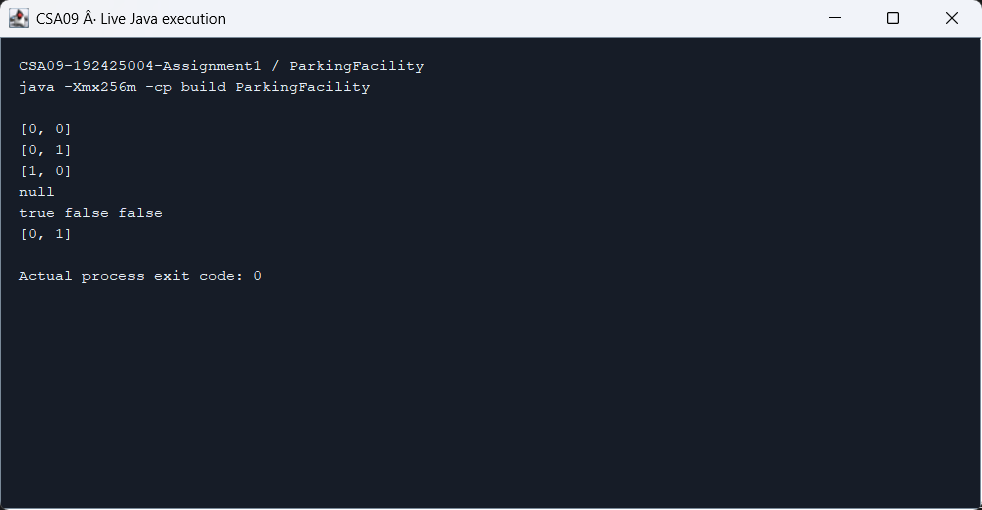 CSA09 Â· Live Java execution
CSA09-192425004-Assignment1 / ParkingFacility
java -Xmx256m -cp build ParkingFacility
[0, 0]
[0, 1]
[1, 0]
null
true false false
[0, 1]
Actual process exit code: 0